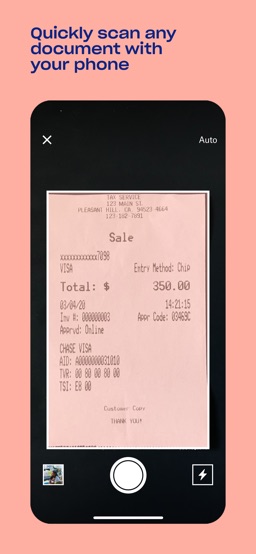 Quickly scan any
document with
your phone
Auto
TAX SERVICE
123 MAIN ST.
PLEASANT HILL, CA, 94523-4664
123-102-7891
Sale
xxxxxxxxxxxx7098
VISA Entry Method: Chip
Total: $ 350.00
03/04/20 14:21:15
Inv #: 000000003 Appr Code: 03469C
Apprvd: Online
CHASE VISA
AID: A0000000031010
TVR: 00 80 00 80 00
TSI: E8 00
Customer Copy
THANK YOU!